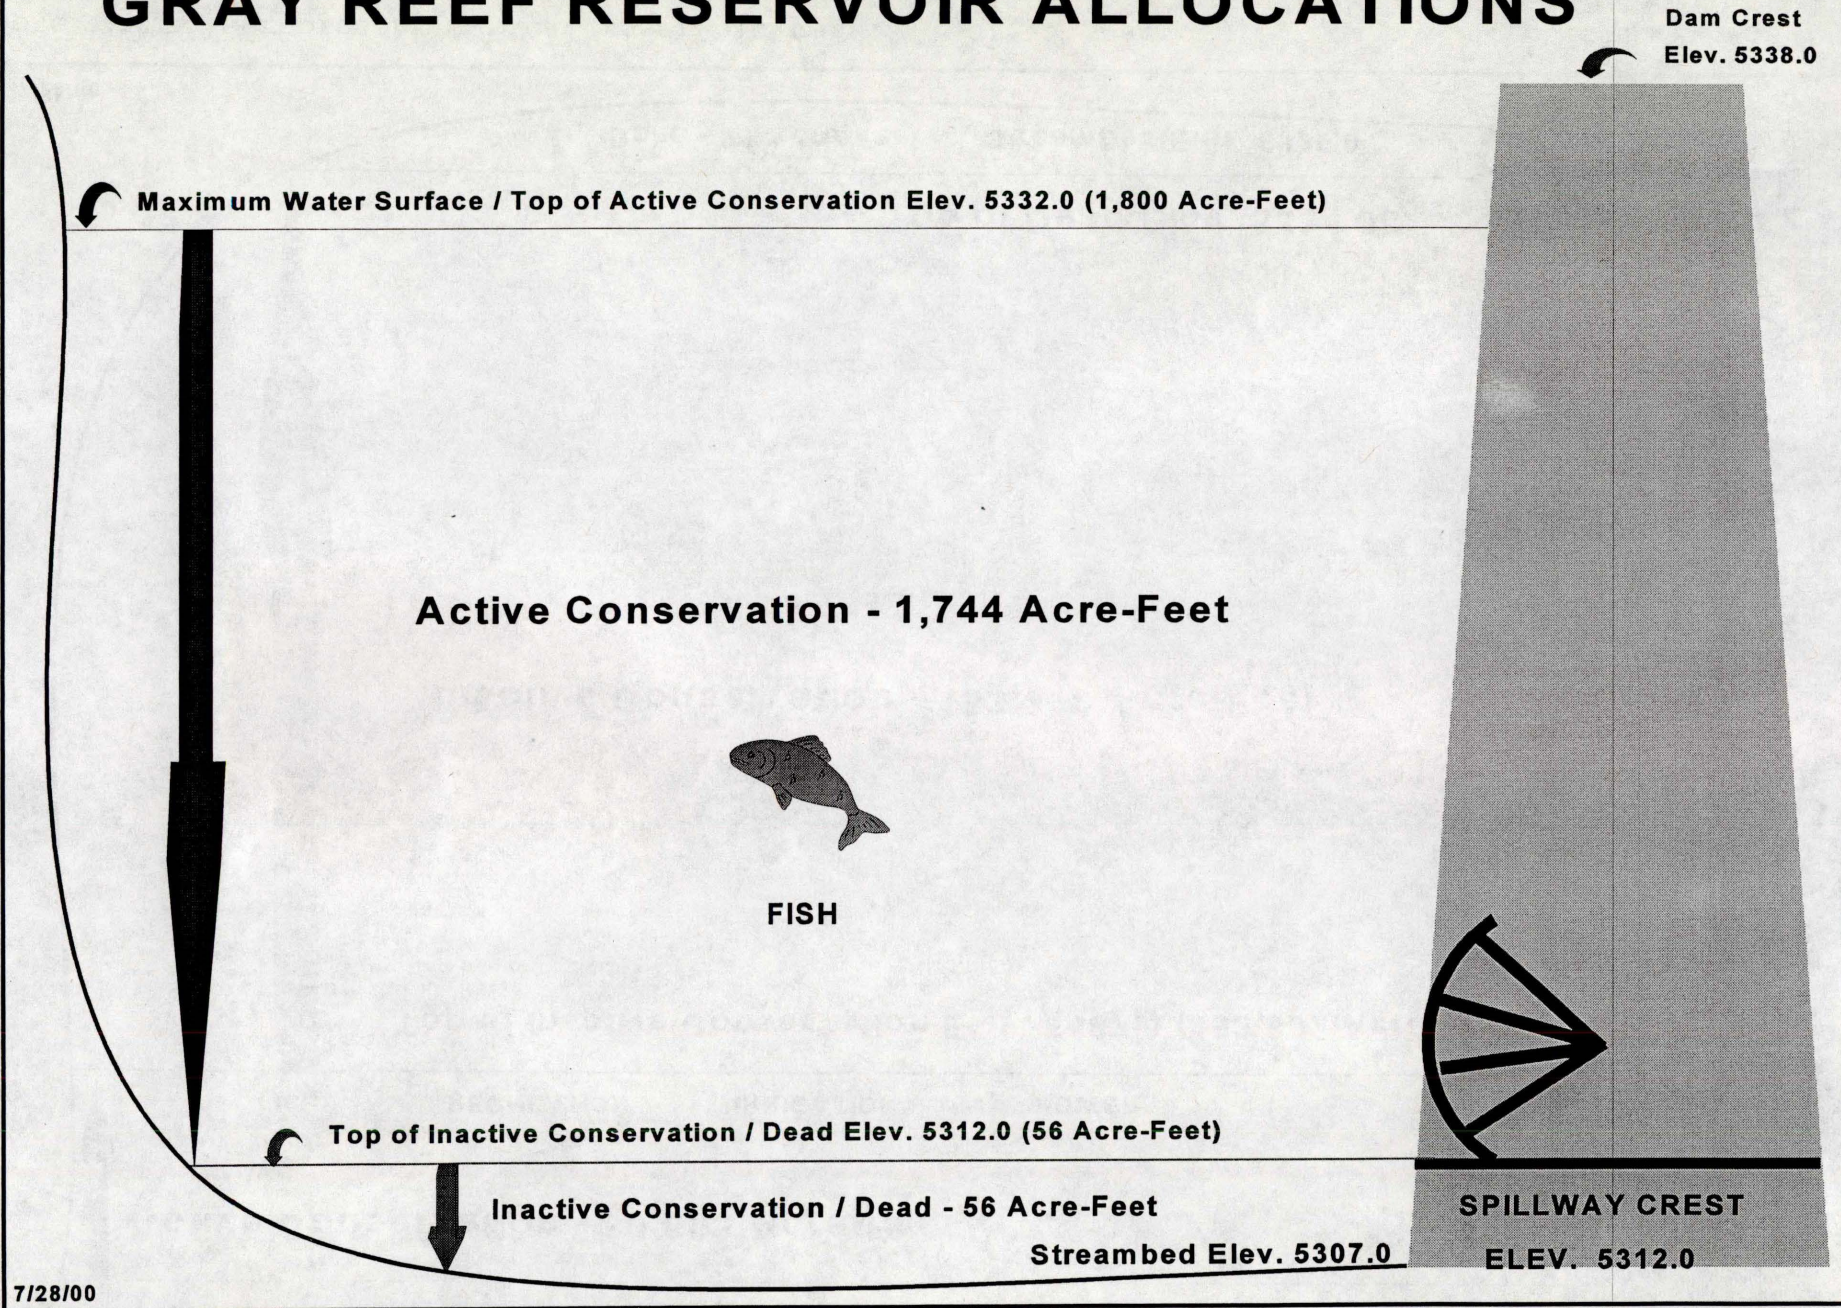 GRAY REEF RESERVOIR ALLOCATIONS
Dam Crest
Elev. 5338.0
Maximum Water Surface / Top of Active Conservation Elev. 5332.0 (1,800 Acre-Feet)
Active Conservation - 1,744 Acre-Feet
FISH
Top of Inactive Conservation / Dead Elev. 5312.0 (56 Acre-Feet)
Inactive Conservation / Dead - 56 Acre-Feet
SPILLWAY CREST
Streambed Elev. 5307.0
ELEV. 5312.0
7/28/00